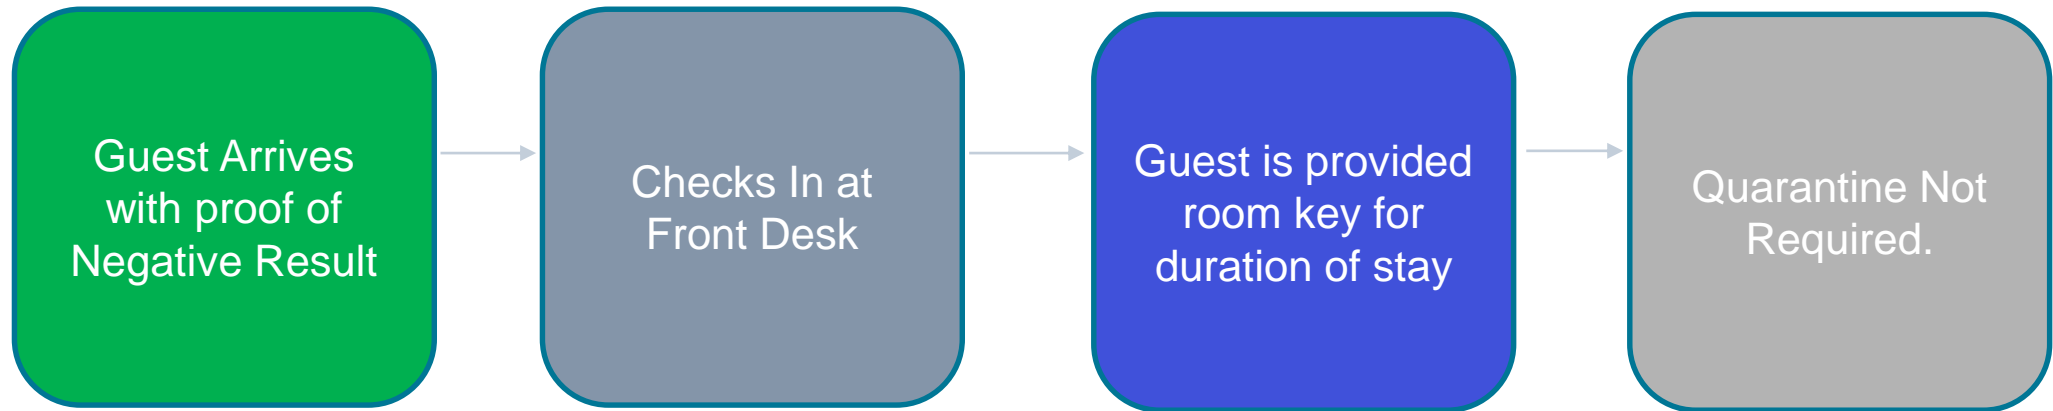 Guest Arrives
with proof of
Negative Result
Checks In at
Front Desk
Guest is provided
room key for
duration of stay
Quarantine Not
Required.